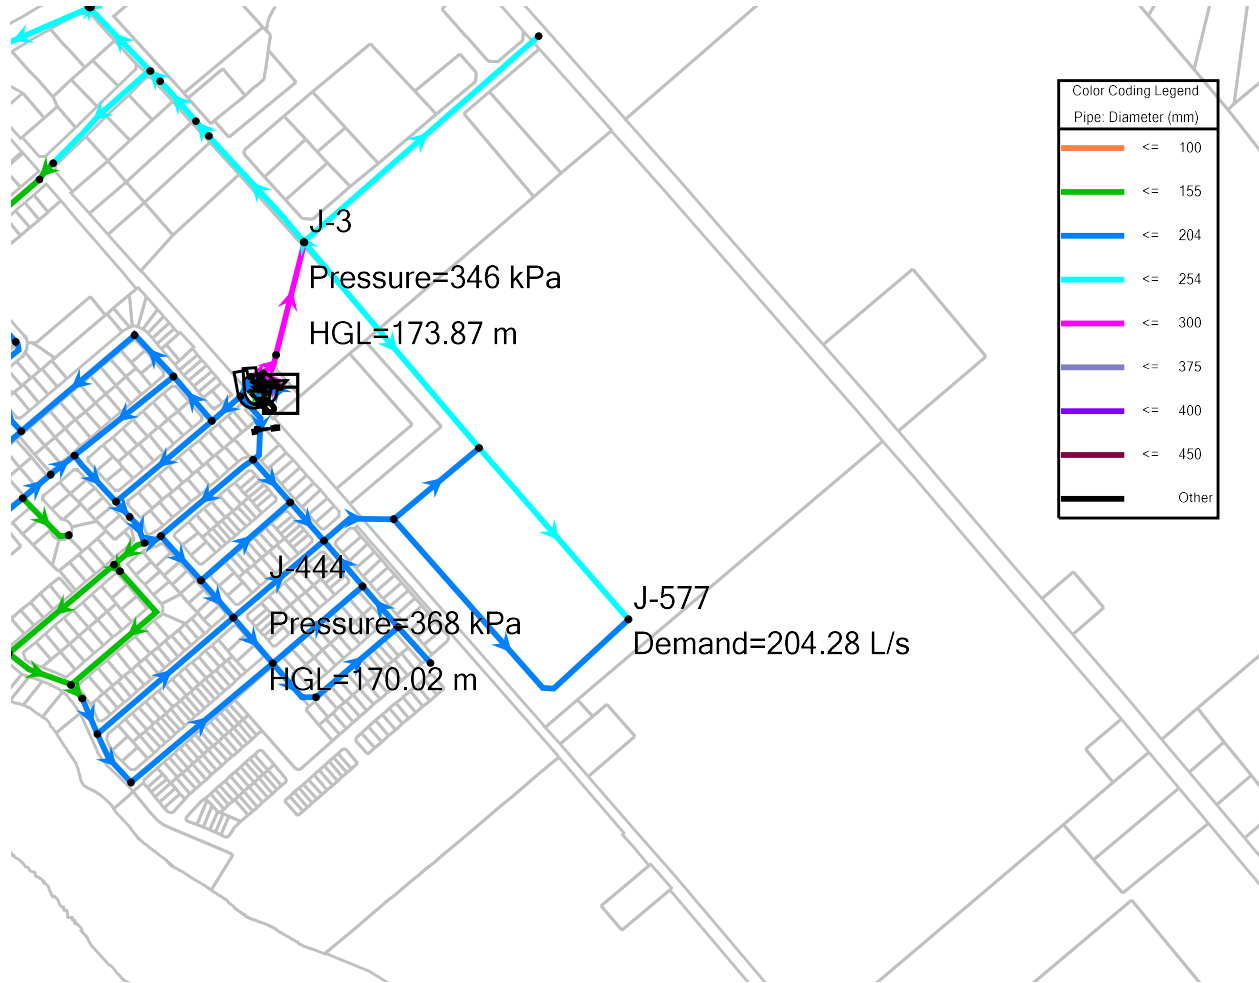 Color Coding Legend
Pipe: Diameter (mm)
<= 100
<= 155
<= 204
<= 254
<= 300
<= 375
<= 400
<= 450
Other
J-3
Pressure=346 kPa
HGL=173.87 m
J-444
Pressure=368 kPa
HGL=170.02 m
J-577
Demand=204.28 L/s